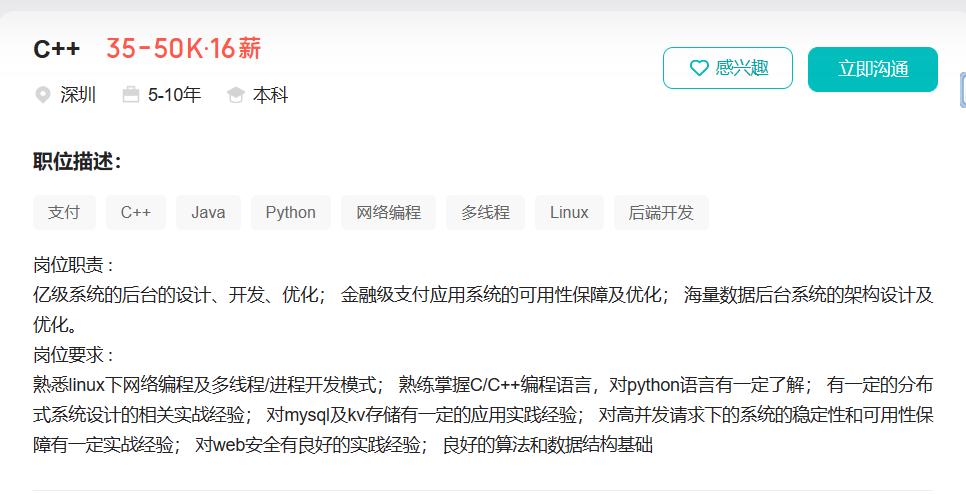 C++ 35-50K·16薪
感兴趣
立即沟通
深圳 5-10年 本科
职位描述：
支付 C++ Java Python 网络编程 多线程 Linux 后端开发
岗位职责：
亿级系统的后台的设计、开发、优化； 金融级支付应用系统的可用性保障及优化； 海量数据后台系统的架构设计及
优化。
岗位要求：
熟悉linux下网络编程及多线程/进程开发模式； 熟练掌握C/C++编程语言，对python语言有一定了解； 有一定的分布
式系统设计的相关实战经验； 对mysql及kv存储有一定的应用实践经验； 对高并发请求下的系统的稳定性和可用性保
障有一定实战经验； 对web安全有良好的实践经验； 良好的算法和数据结构基础